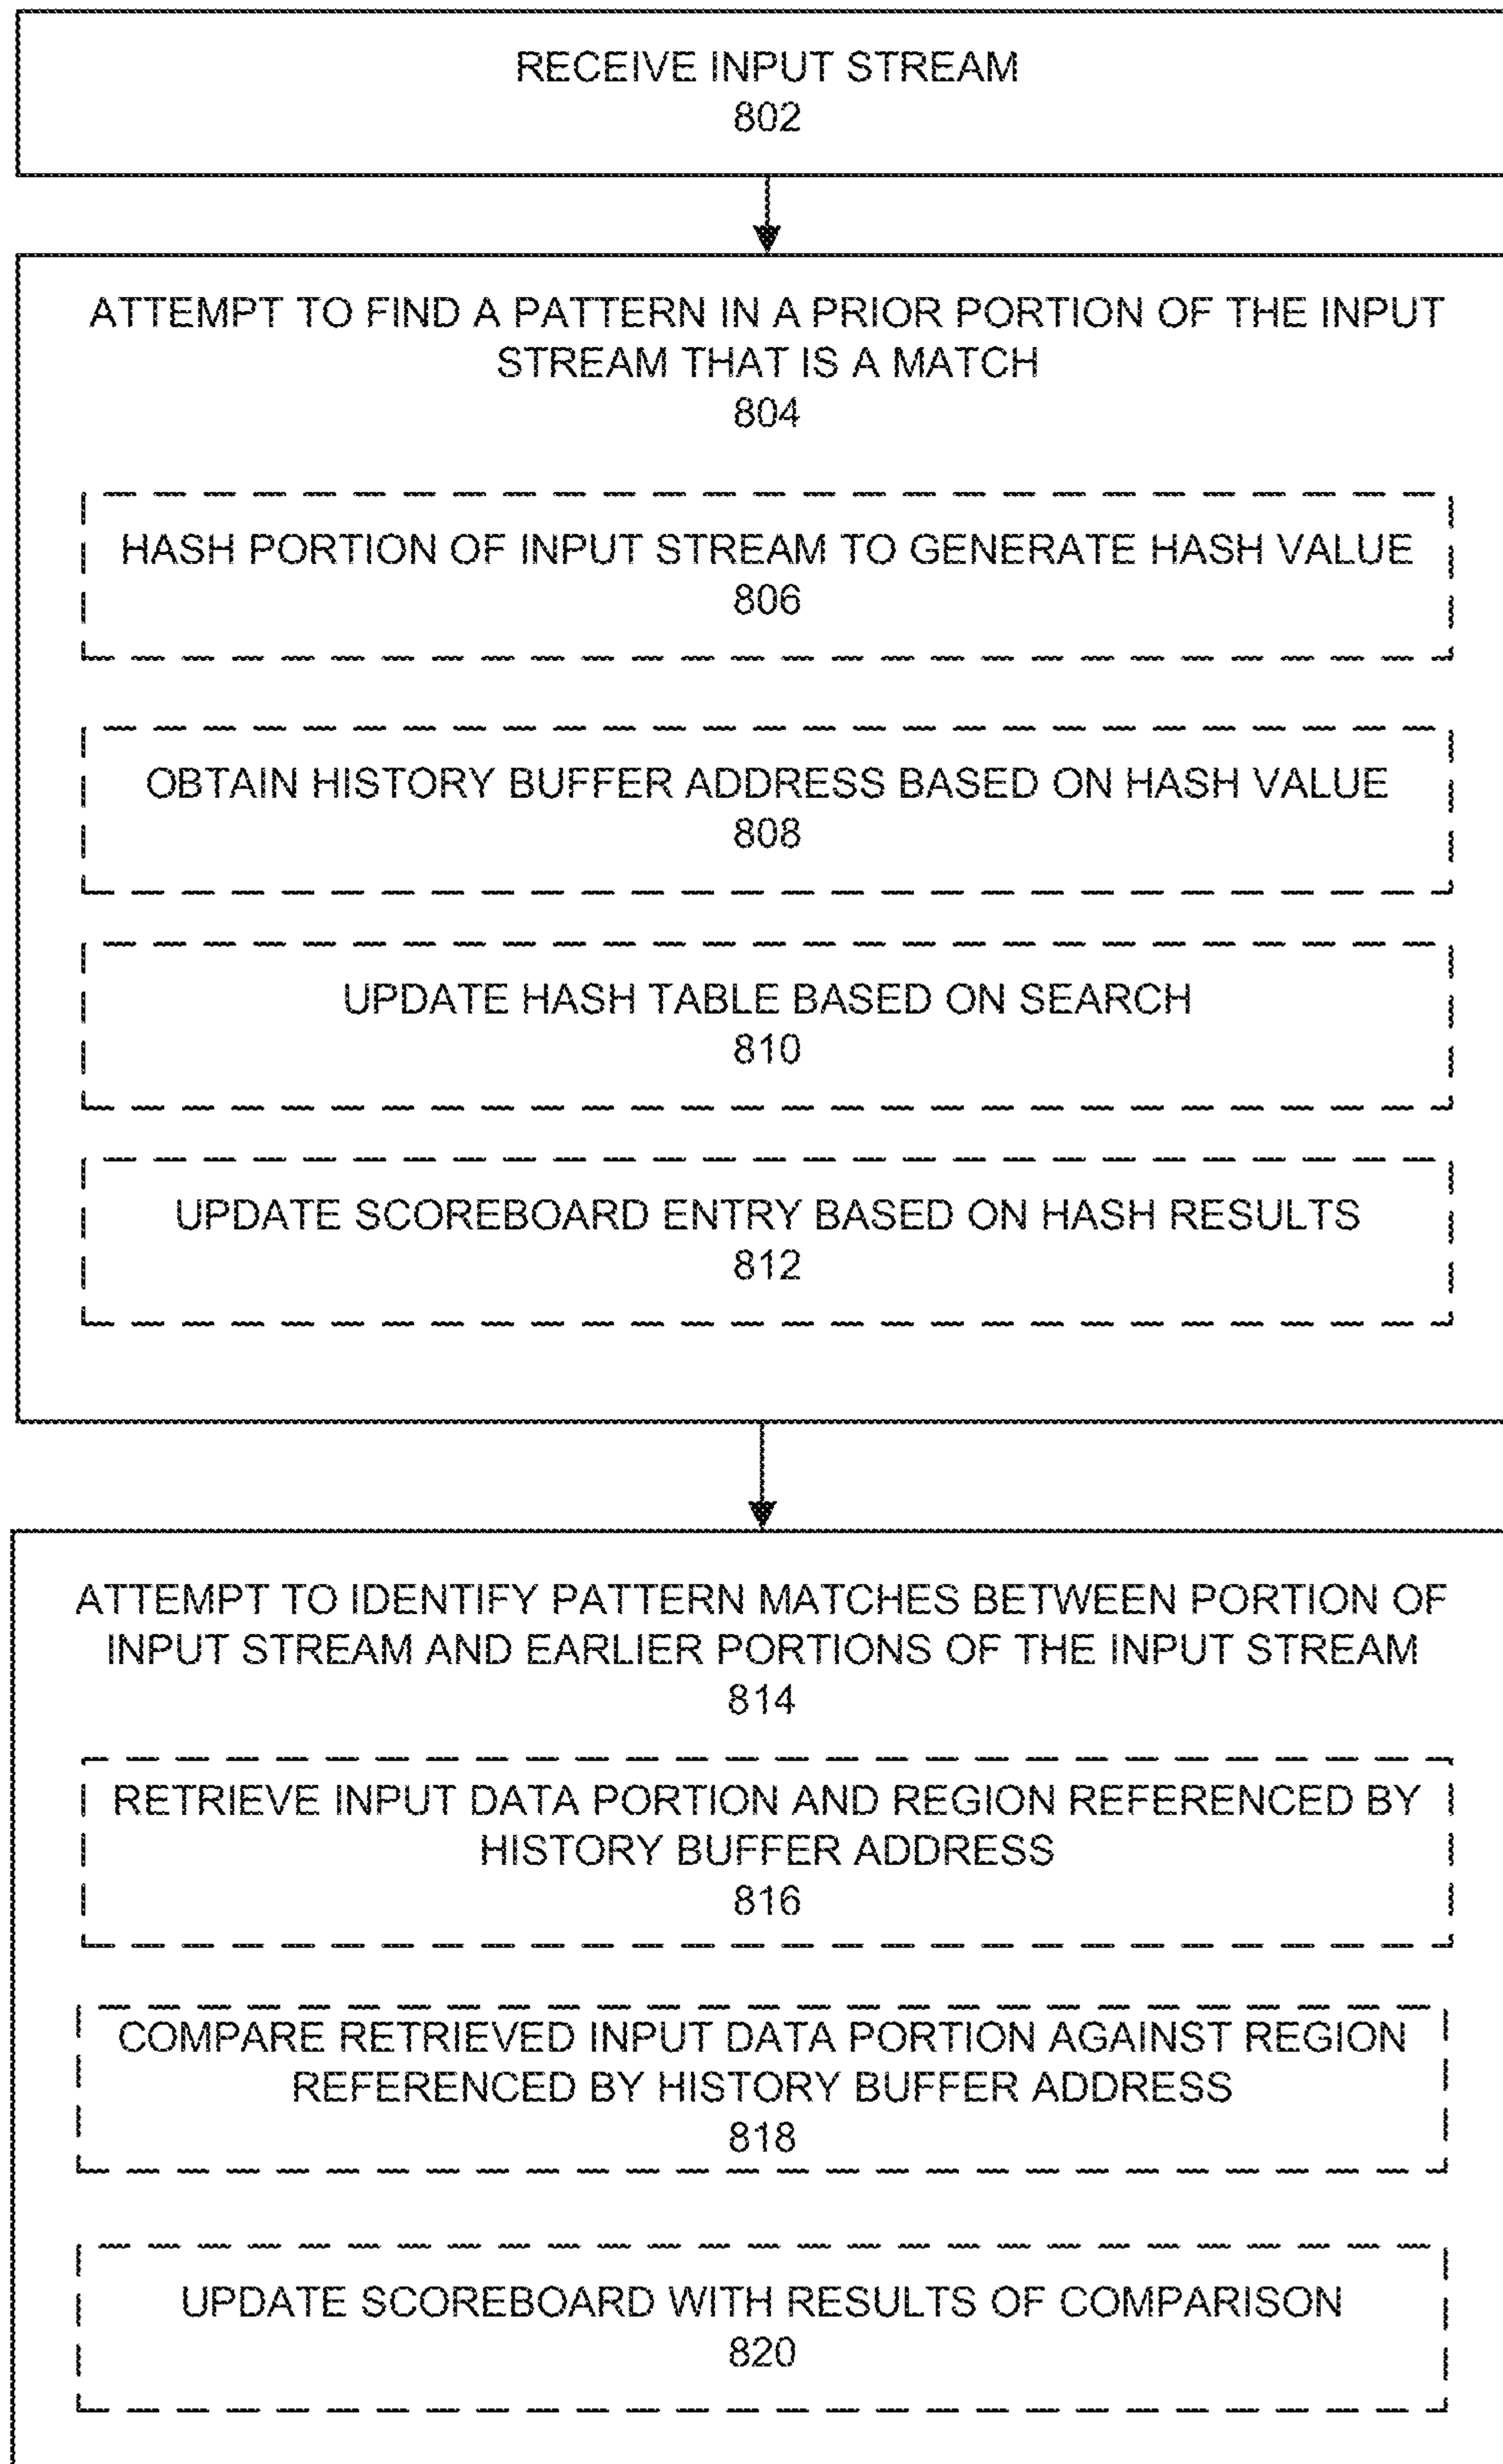 RECEIVE INPUT STREAM
802
ATTEMPT TO FIND A PATTERN IN A PRIOR PORTION OF THE INPUT
STREAM THAT IS A MATCH
804
HASH PORTION OF INPUT STREAM TO GENERATE HASH VALUE
806
OBTAIN HISTORY BUFFER ADDRESS BASED ON HASH VALUE
808
UPDATE HASH TABLE BASED ON SEARCH
810
UPDATE SCOREBOARD ENTRY BASED ON HASH RESULTS
812
ATTEMPT TO IDENTIFY PATTERN MATCHES BETWEEN PORTION OF
INPUT STREAM AND EARLIER PORTIONS OF THE INPUT STREAM
814
RETRIEVE INPUT DATA PORTION AND REGION REFERENCED BY
HISTORY BUFFER ADDRESS
816
COMPARE RETRIEVED INPUT DATA PORTION AGAINST REGION
REFERENCED BY HISTORY BUFFER ADDRESS
818
UPDATE SCOREBOARD WITH RESULTS OF COMPARISON
820